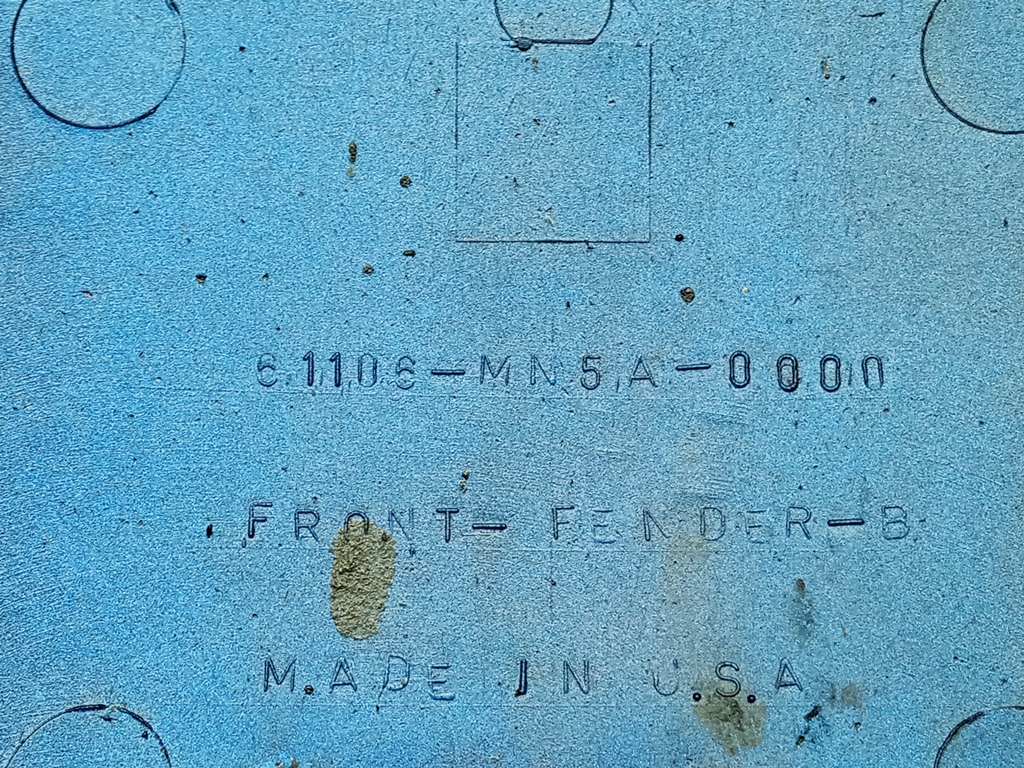 61106-MN5A-0000
FRONT-FENDER-B
MADE IN U.S.A